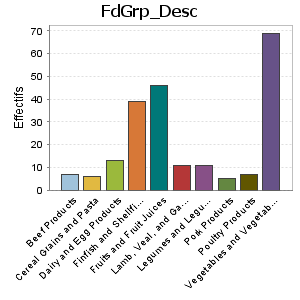 FdGrp_Desc
Effectifs
70
60
50
40
30
20
10
0
Beef Products
Cereal Grains and Pasta
Dairy and Egg Products
Finfish and Shellfi...
Fruits and Fruit Juices
Lamb, Veal, and Ga...
Legumes and Legu...
Pork Products
Poultry Products
Vegetables and Vegetab...